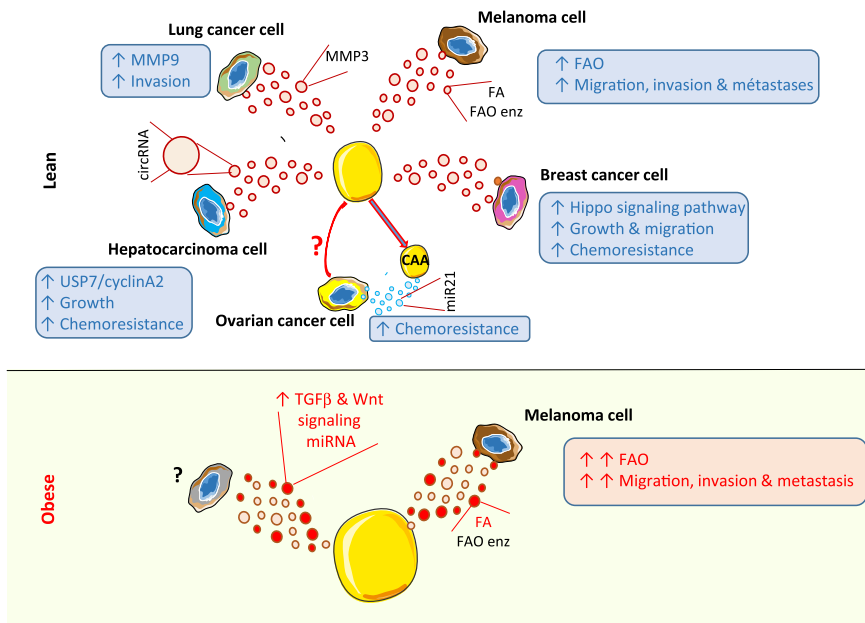 Lung cancer cell
↑ MMP9
↑ Invasion
MMP3
Melanoma cell
FA
FAO enz
↑ FAO
↑ Migration, invasion & métastases
Lean
circRNA
Hepatocarcinoma cell
↑ USP7/cyclinA2
↑ Growth
↑ Chemoresistance
Breast cancer cell
↑ Hippo signaling pathway
↑ Growth & migration
↑ Chemoresistance
?
CAA
miR21
Ovarian cancer cell
↑ Chemoresistance
Obese
?
↑ TGFβ & Wnt
signaling
miRNA
Melanoma cell
FA
FAO enz
↑ ↑ FAO
↑ ↑ Migration, invasion & metastasis